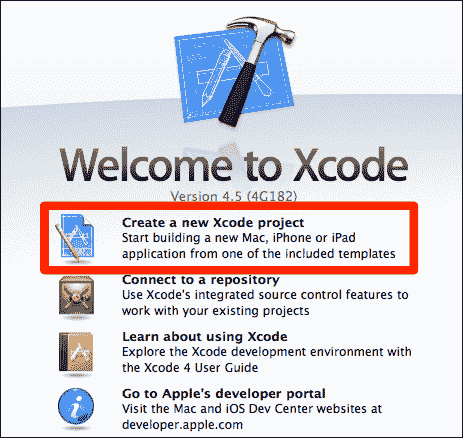 Welcome to Xcode
Version 4.5 (4G182)
Create a new Xcode project
Start building a new Mac, iPhone or iPad
application from one of the included templates
Connect to a repository
Use Xcode's integrated source control features to
work with your existing projects
Learn about using Xcode
Explore the Xcode development environment with
the Xcode 4 User Guide
Go to Apple's developer portal
Visit the Mac and iOS Dev Center websites at
developer.apple.com